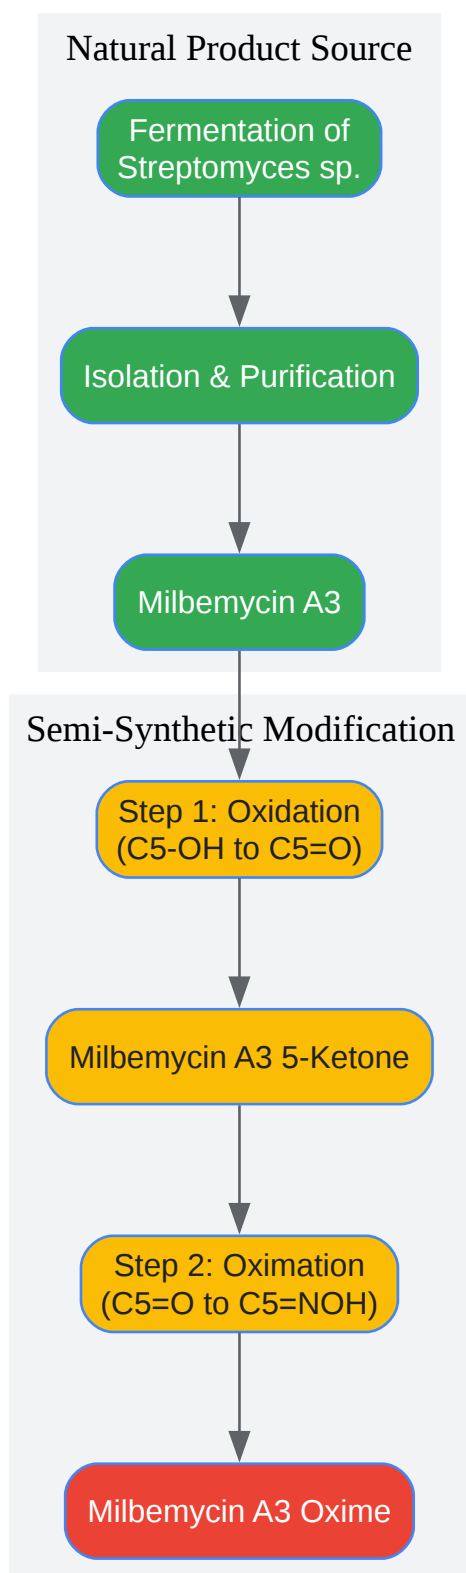 Natural Product Source
Fermentation of
Streptomyces sp.
Isolation & Purification
Milbemycin A3
Semi-Synthetic Modification
Step 1: Oxidation
(C5-OH to C5=O)
Milbemycin A3 5-Ketone
Step 2: Oximation
(C5=O to C5=NOH)
Milbemycin A3 Oxime